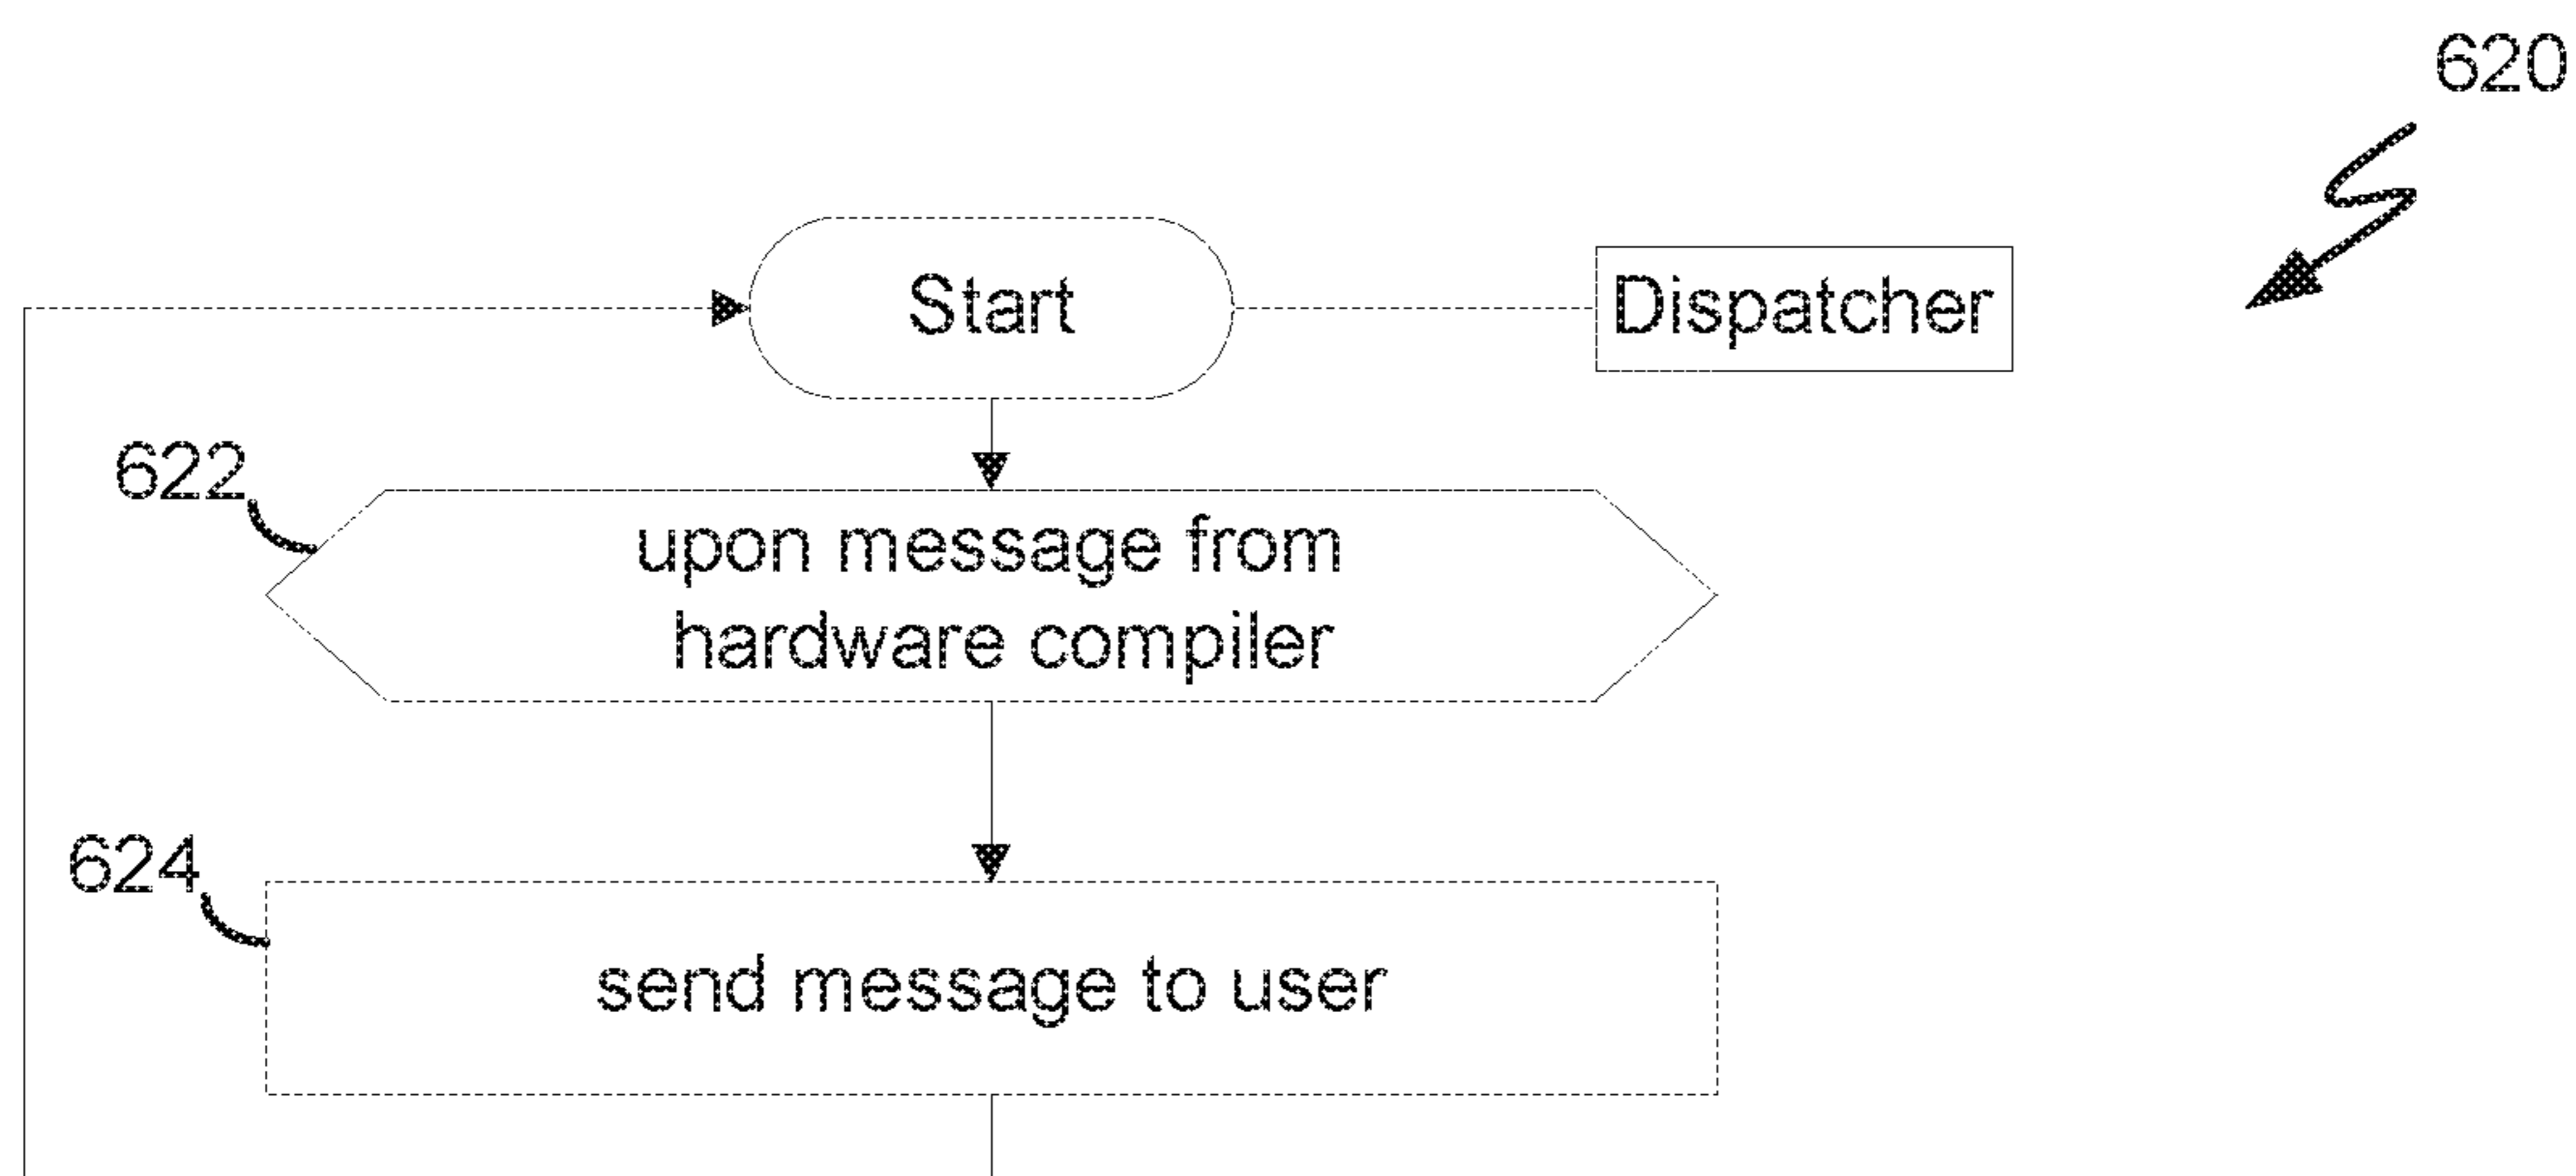 620
Start
Dispatcher
622
upon message from
hardware compiler
624
send message to user